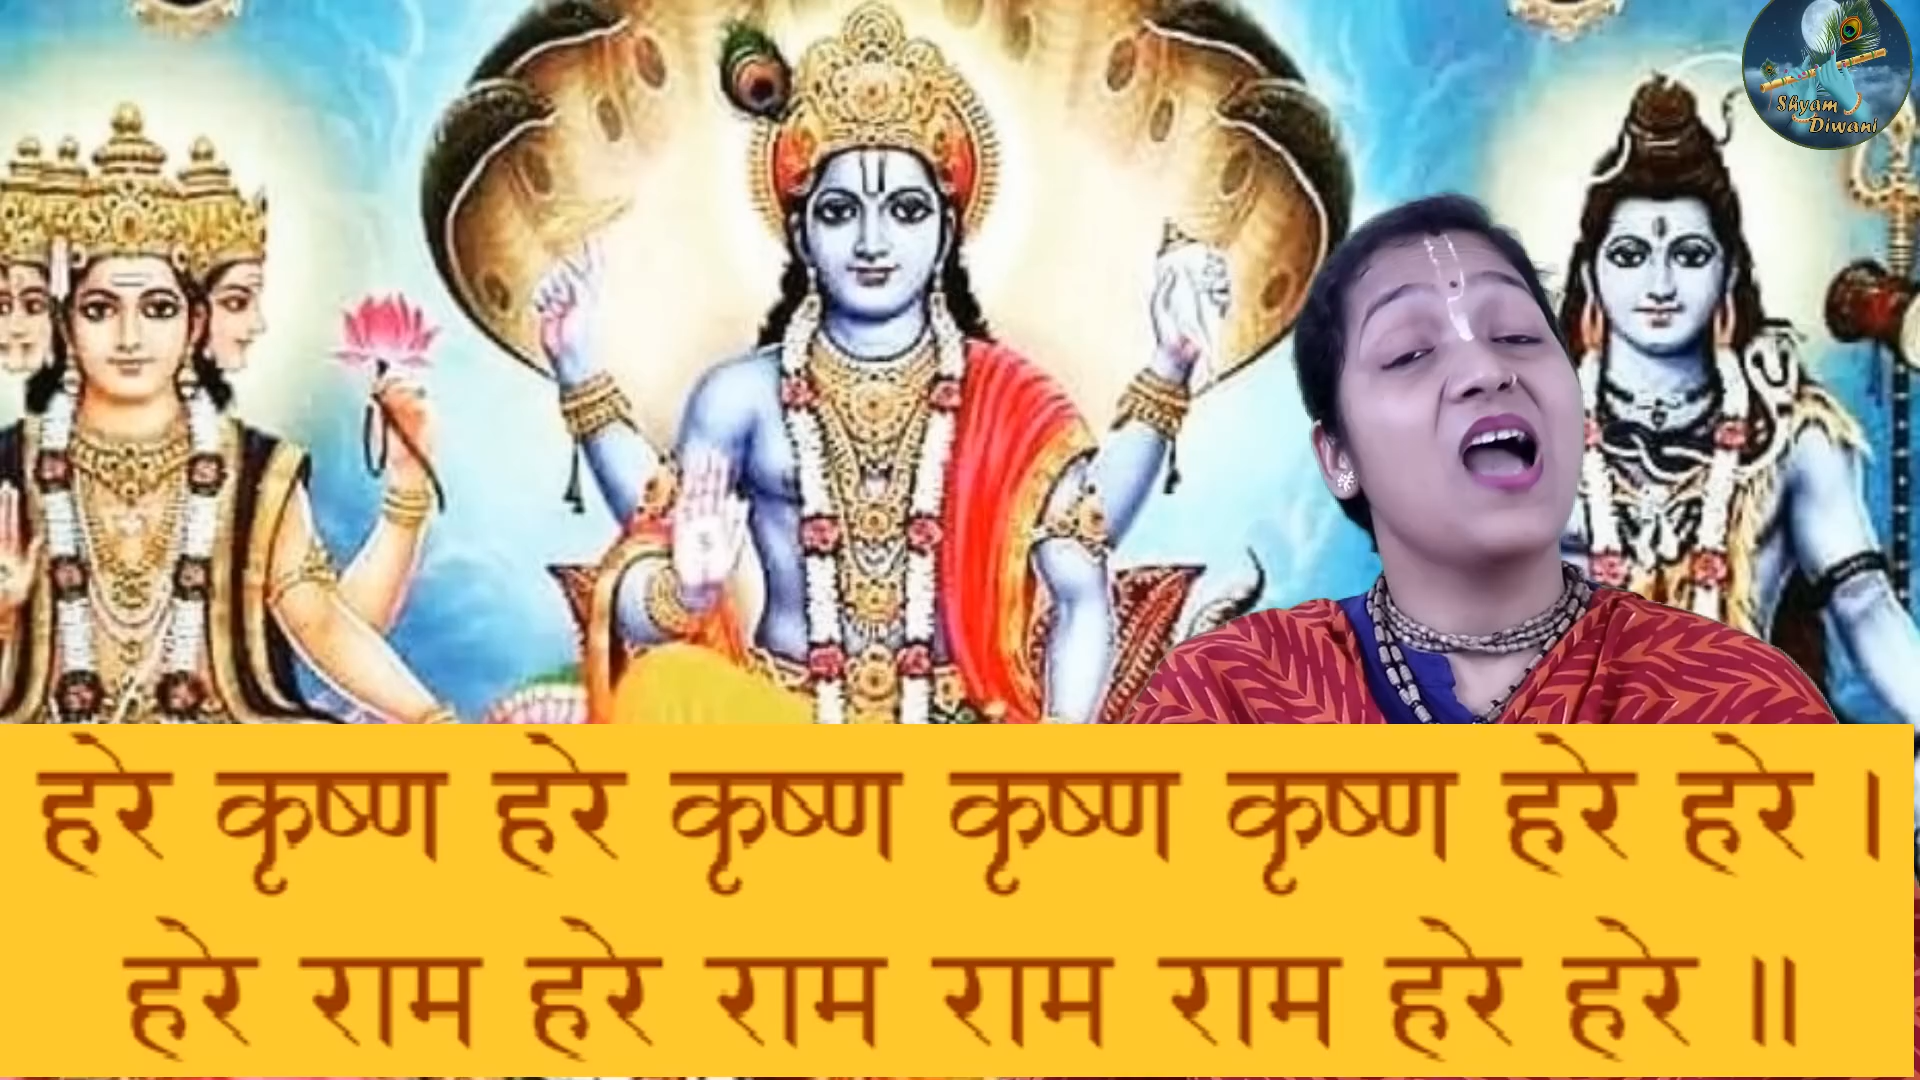 Shyam
Diwani
हरे कृष्ण हरे कृष्ण कृष्ण कृष्ण हरे हरे ।
हरे राम हरे राम राम राम हरे हरे ॥